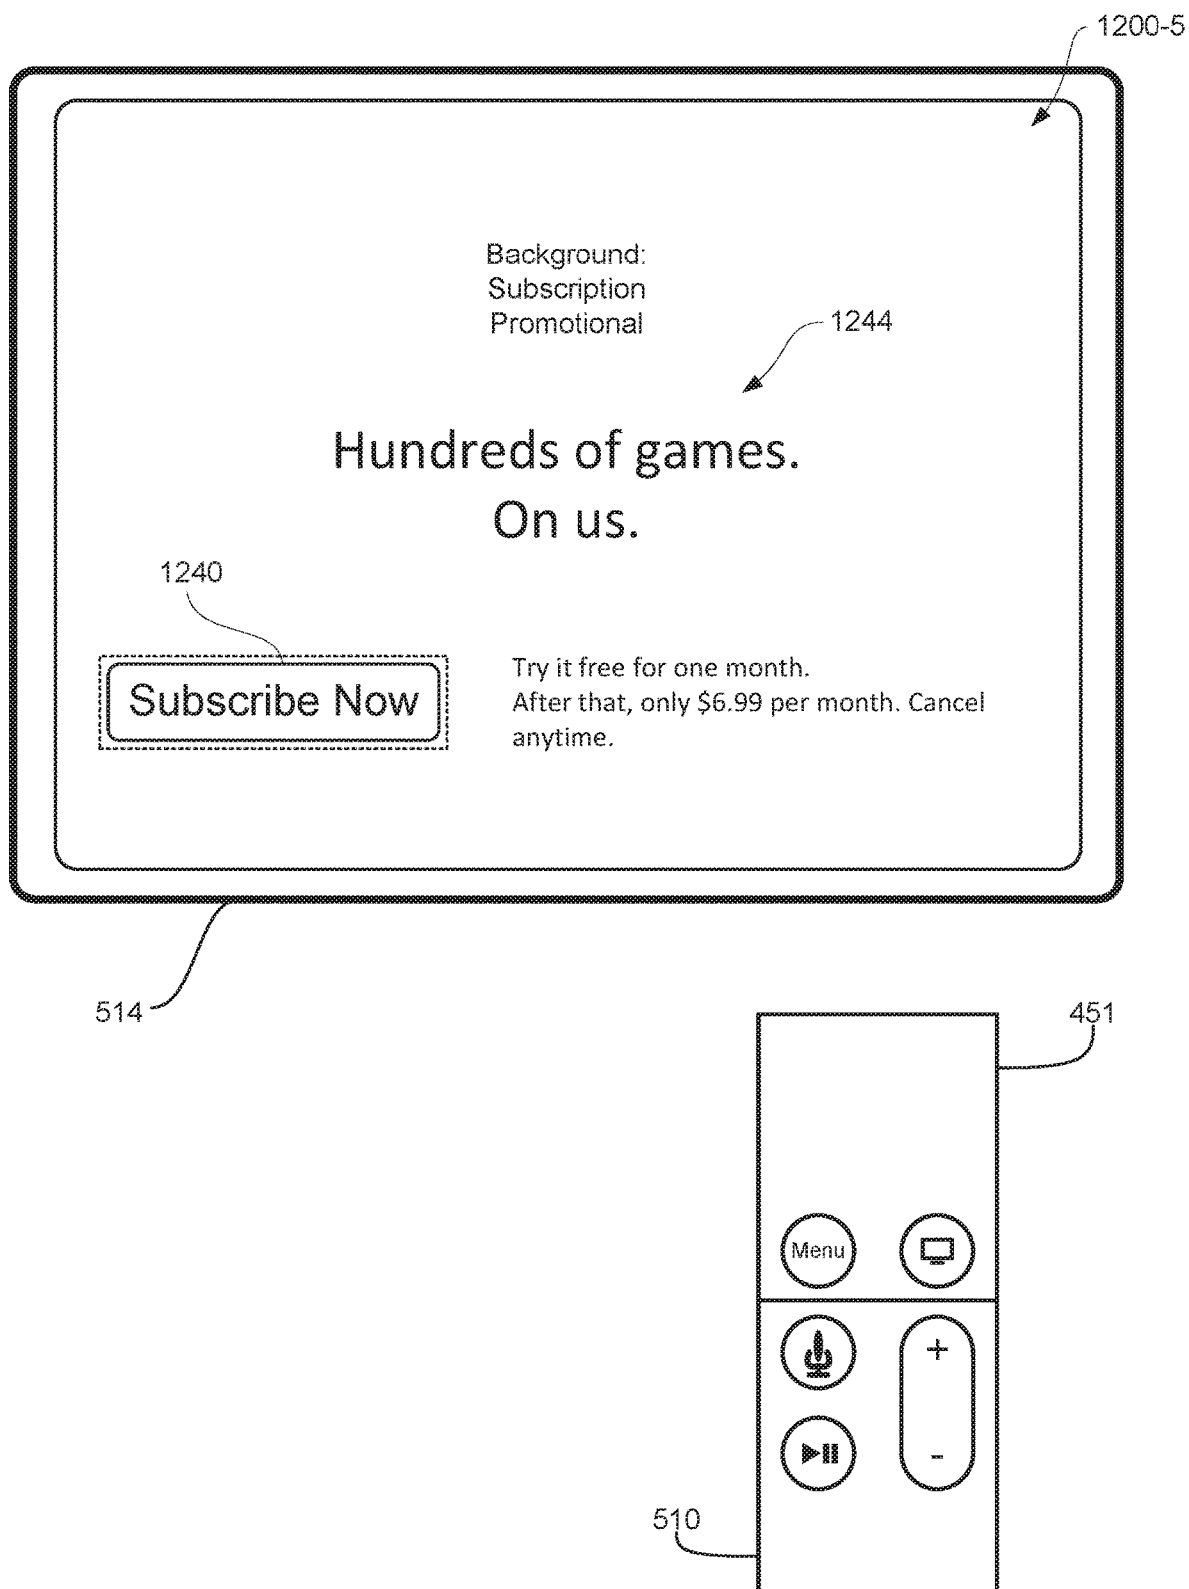 1200-5
Background:
Subscription
Promotional
1244
Hundreds of games.
On us.
1240
Subscribe Now
Try it free for one month.
After that, only $6.99 per month. Cancel
anytime.
514
451
Menu
+
-
510